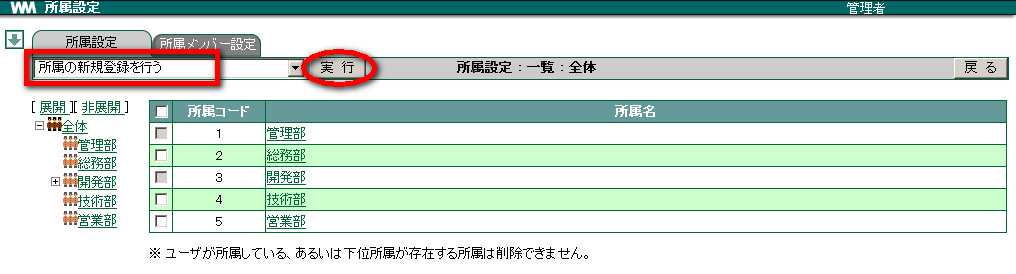 WM 所属設定 管理者
所属設定 所属メンバー設定
所属の新規登録を行う 実 行 所属設定：一覧：全体 戻 る
[ 展開 ][ 非展開 ]
全体
管理部
総務部
開発部
技術部
営業部
所属コード 所属名
1 管理部
2 総務部
3 開発部
4 技術部
5 営業部
※ ユーザが所属している、あるいは下位所属が存在する所属は削除できません。